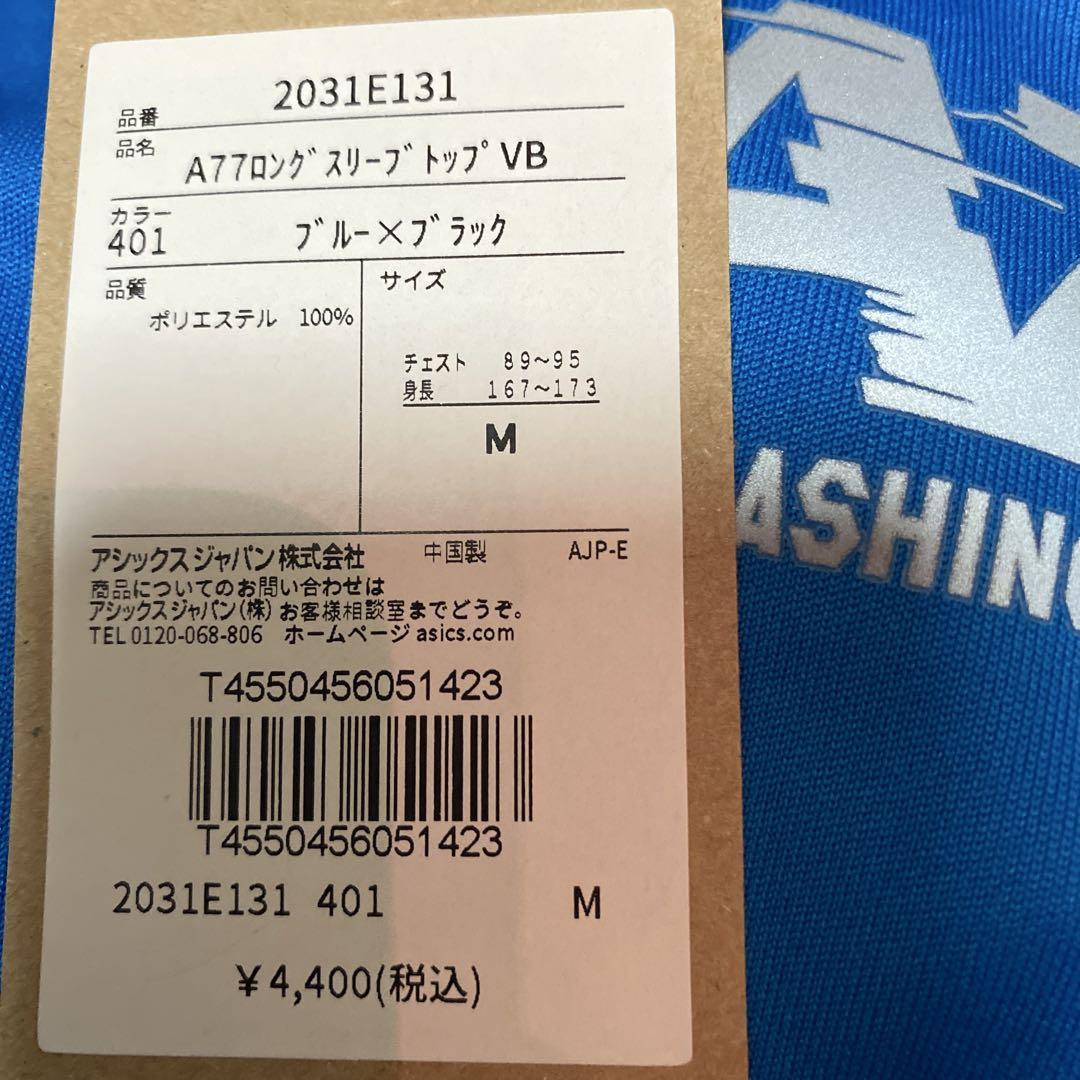 品番 2031E131
品名 A77ﾛﾝｸﾞｽﾘｰﾌﾞﾄｯﾌﾟVB
カラー
401 ﾌﾞﾙｰ×ﾌﾞﾗｯｸ
品質
ポリエステル 100%
サイズ
チェスト 89～95
身長 167～173
M
アシックスジャパン株式会社 中国製 AJP-E
商品についてのお問い合わせは
アシックスジャパン(株)お客様相談室までどうぞ。
TEL 0120-068-806 ホームページ asics.com
T4550456051423
T4550456051423
2031E131 401 M
￥4,400(税込)